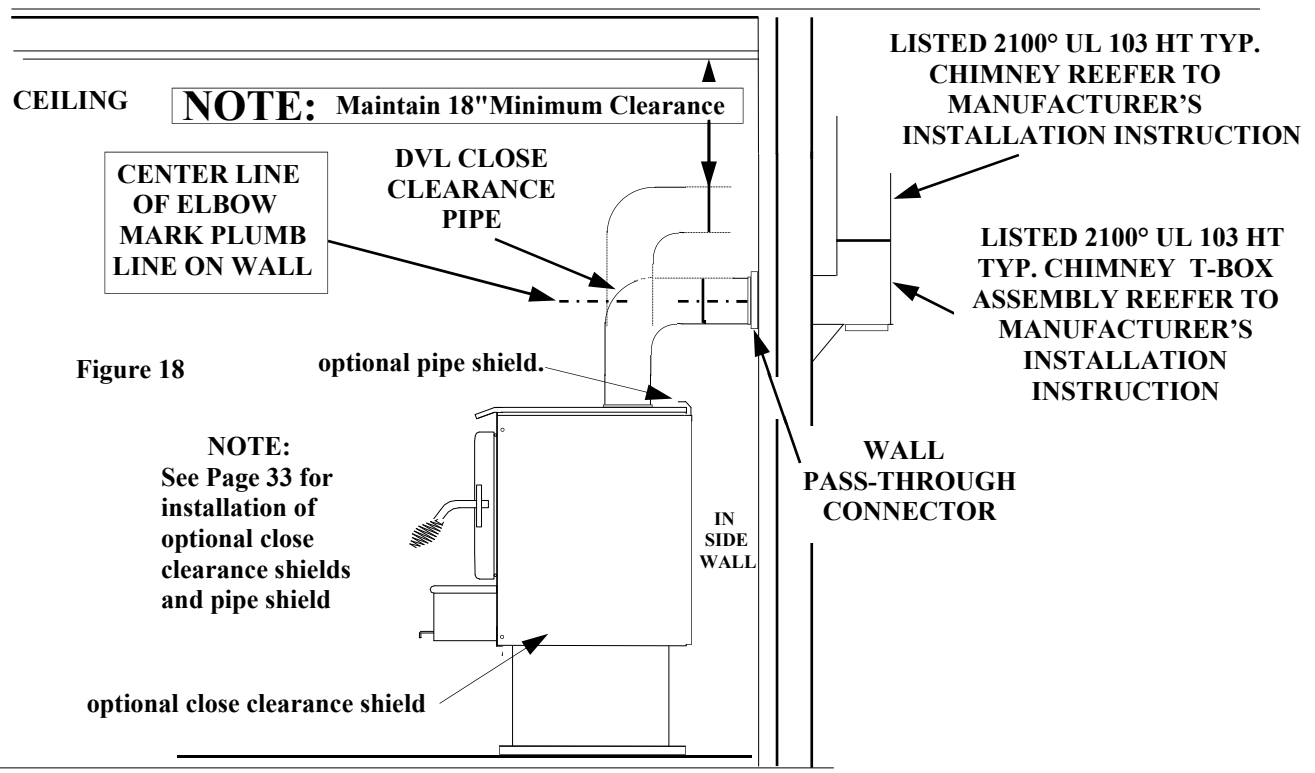 CEILING
NOTE: Maintain 18"Minimum Clearance
LISTED 2100° UL 103 HT TYP.
CHIMNEY REEFER TO
MANUFACTURER'S
INSTALLATION INSTRUCTION
CENTER LINE
OF ELBOW
MARK PLUMB
LINE ON WALL
DVL CLOSE
CLEARANCE
PIPE
LISTED 2100° UL 103 HT
TYP. CHIMNEY T-BOX
ASSEMBLY REEFER TO
MANUFACTURER'S
INSTALLATION
INSTRUCTION
Figure 18
optional pipe shield.
NOTE:
See Page 33 for
installation of
optional close
clearance shields
and pipe shield
WALL
PASS-THROUGH
CONNECTOR
IN
SIDE
WALL
optional close clearance shield